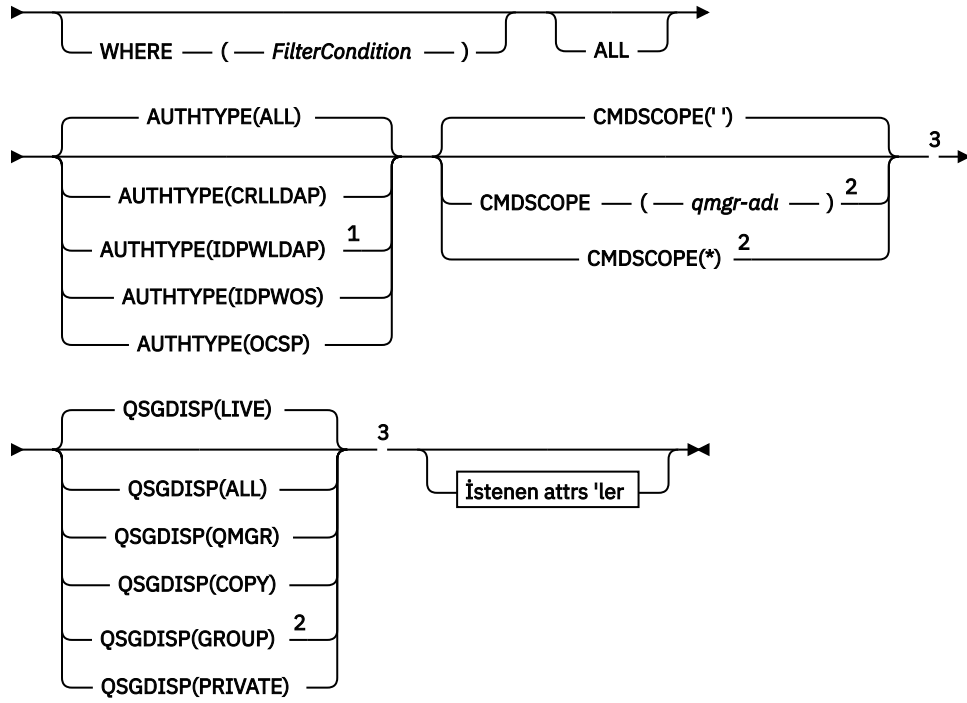 WHERE ( FilterCondition )
ALL
AUTHTYPE(ALL)
AUTHTYPE(CRLLDAP)
AUTHTYPE(IDPWLDAP) 1
AUTHTYPE(IDPWOS)
AUTHTYPE(OCSP)
CMDSCOPE(' ')
CMDSCOPE ( qmgr-adı ) 2
CMDSCOPE(*) 2
3
QSGDISP(LIVE)
QSGDISP(ALL)
QSGDISP(QMGR)
QSGDISP(COPY)
QSGDISP(GROUP) 2
QSGDISP(PRIVATE)
3
İstenen attrs 'ler